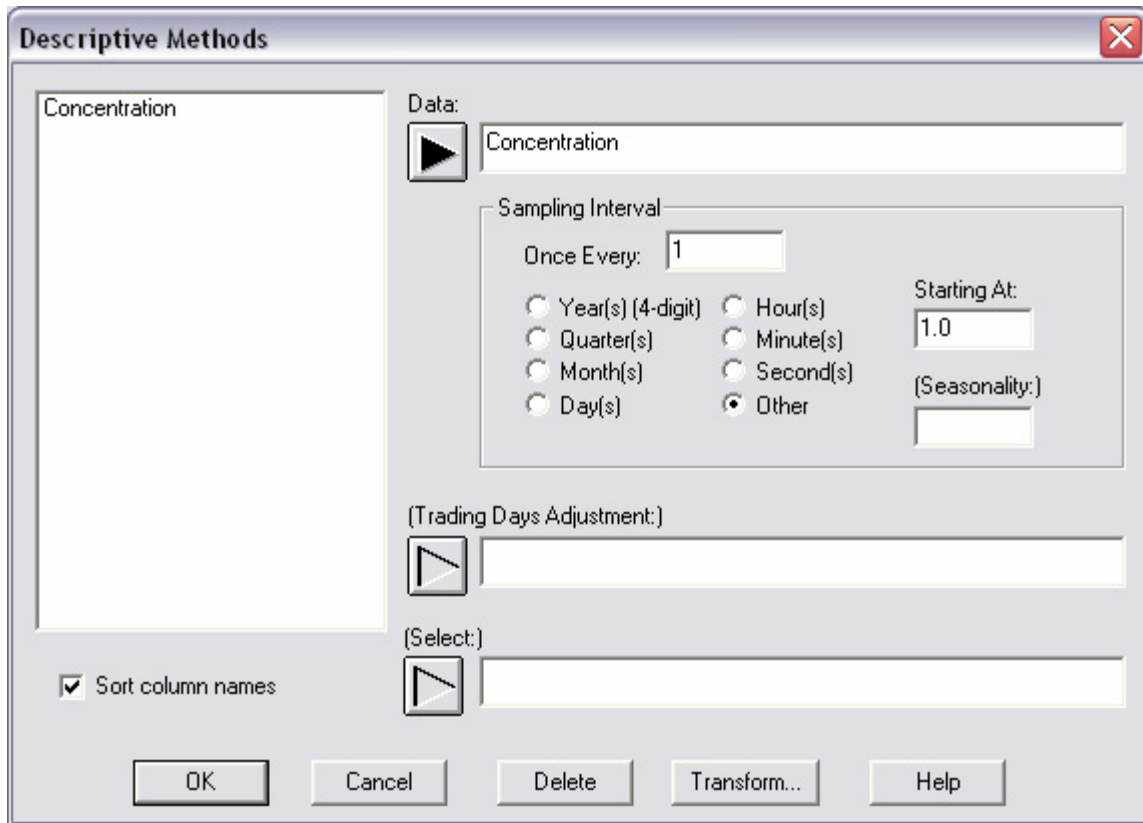 Descriptive Methods
Concentration
Data:
Concentration
Sampling Interval
Once Every:
1
Year(s) (4-digit)
Quarter(s)
Month(s)
Day(s)
Hour(s)
Minute(s)
Second(s)
Other
Starting At:
1.0
(Seasonality:)
(Trading Days Adjustment:)
(Select:)
Sort column names
OK
Cancel
Delete
Transform...
Help